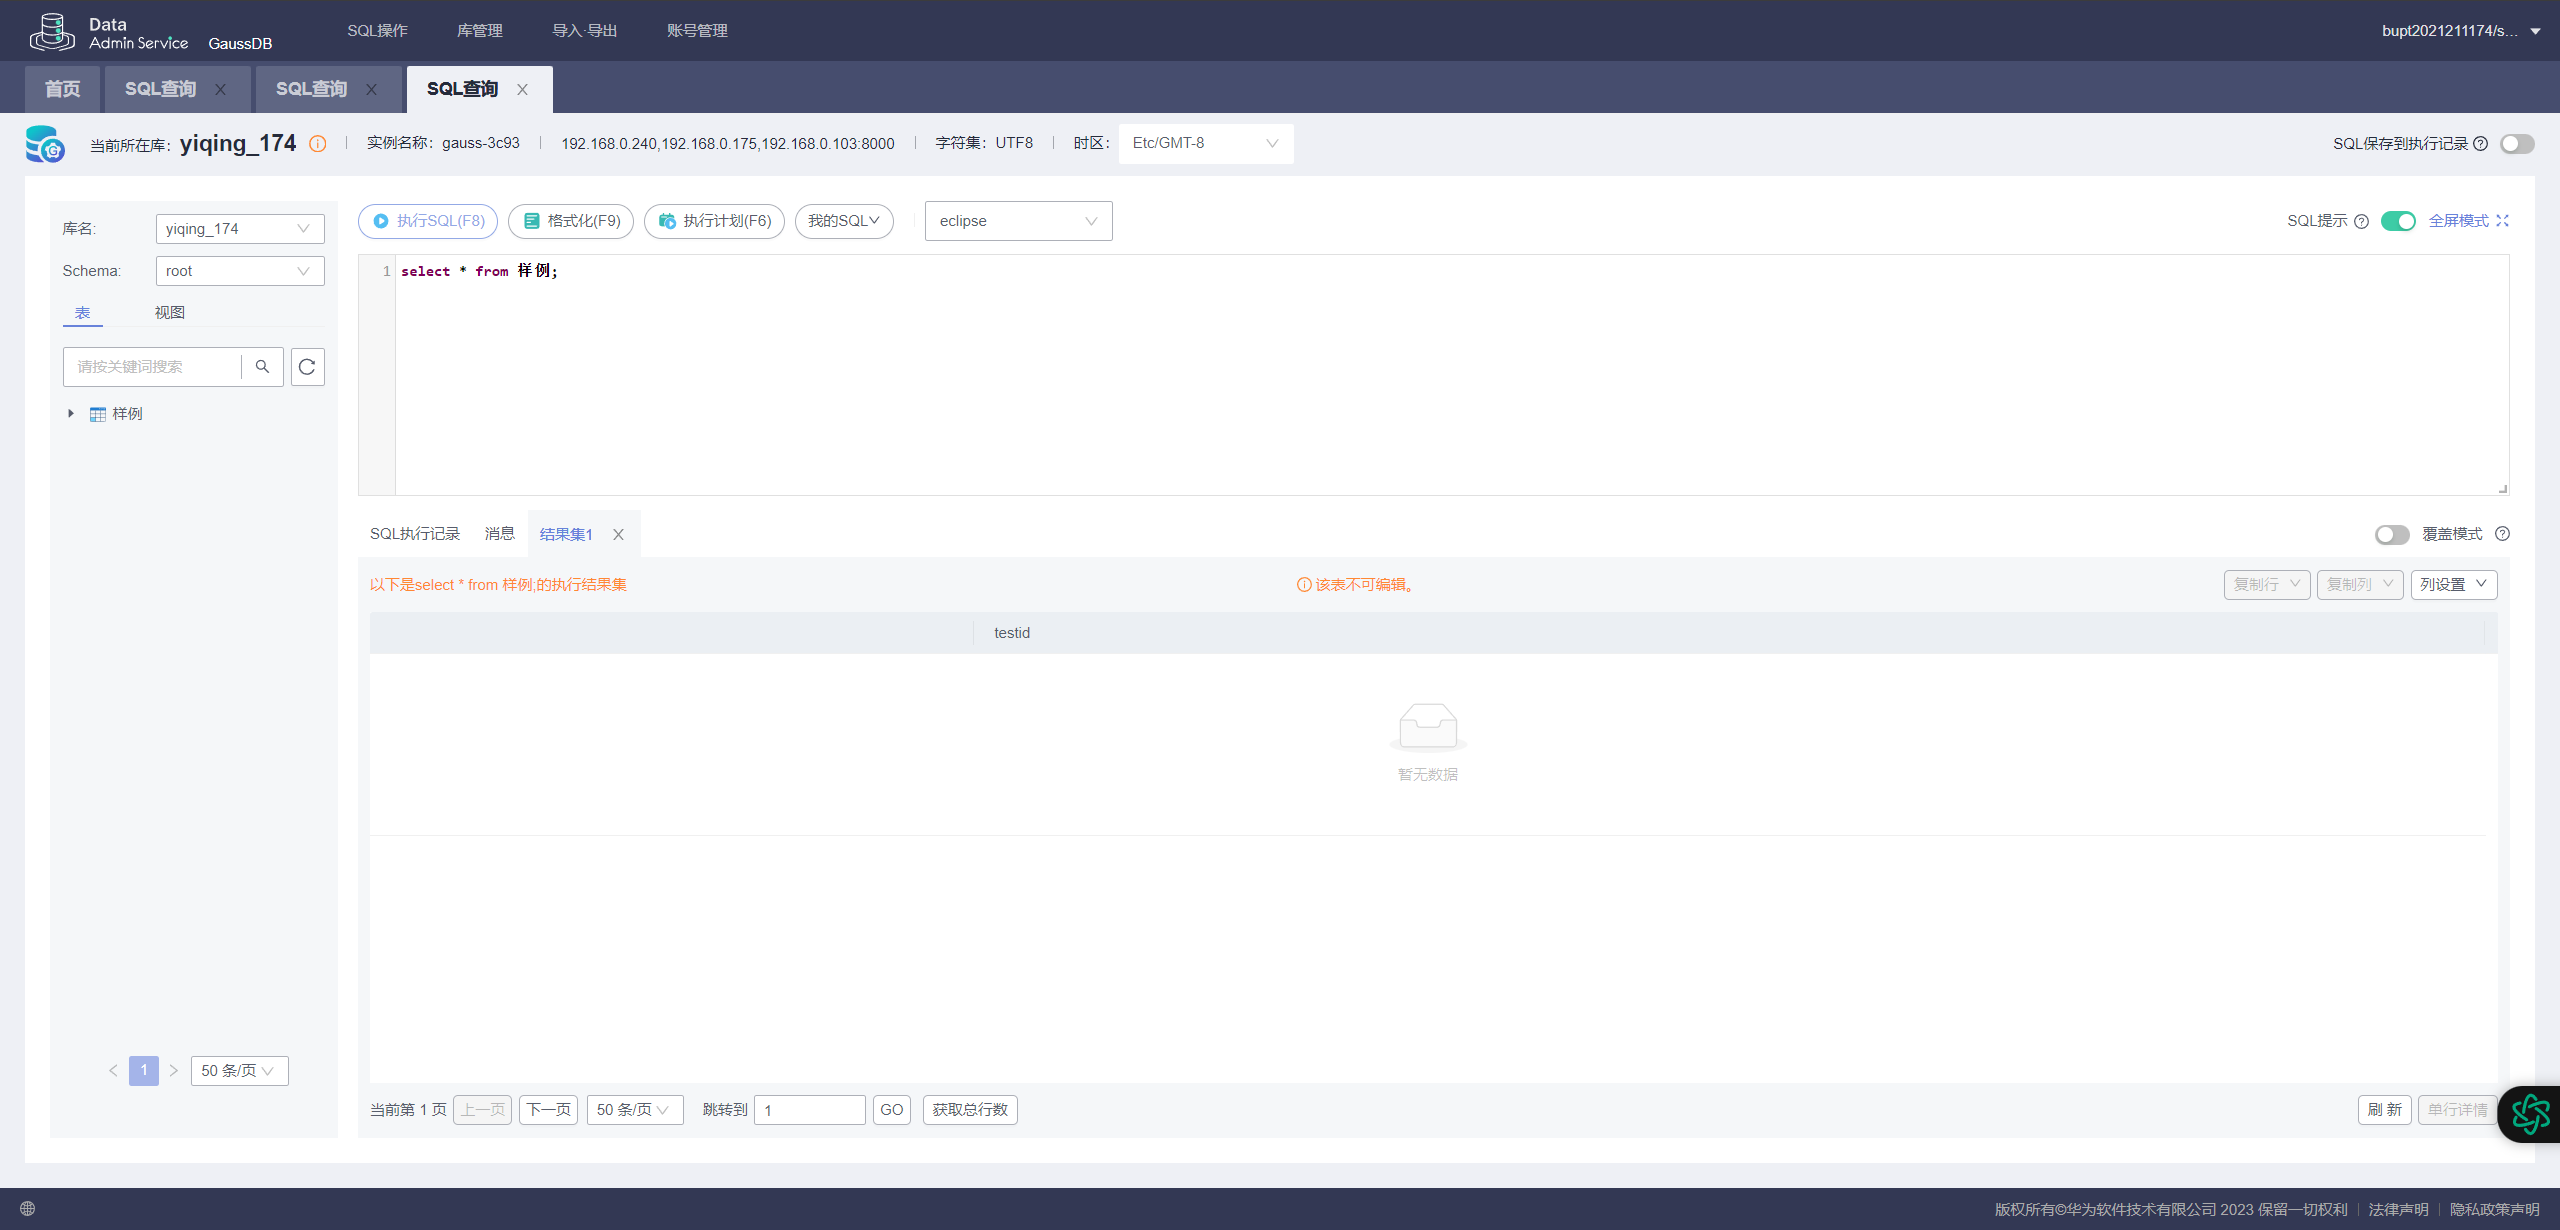 Data
Admin Service GaussDB SQL操作 库管理 导入·导出 账号管理 bupt2021211174/s...
首页 SQL查询 SQL查询 SQL查询
当前所在库: yiqing_174 实例名称: gauss-3c93 192.168.0.240,192.168.0.175,192.168.0.103:8000 字符集: UTF8 时区: Etc/GMT-8 SQL保存到执行记录
库名: yiqing_174 执行SQL(F8) 格式化(F9) 执行计划(F6) 我的SQL eclipse SQL提示 全屏模式
Schema: root
1 select * from 样例;
表 视图
请按关键词搜索
样例
SQL执行记录 消息 结果集1 覆盖模式
以下是select * from 样例;的执行结果集 该表不可编辑。 复制行 复制列 列设置
testid
暂无数据
1 50 条/页
当前第 1 页 上一页 下一页 50 条/页 跳转到 1 GO 获取总行数 刷 新 单行详情
版权所有©华为软件技术有限公司 2023 保留一切权利 法律声明 隐私政策声明